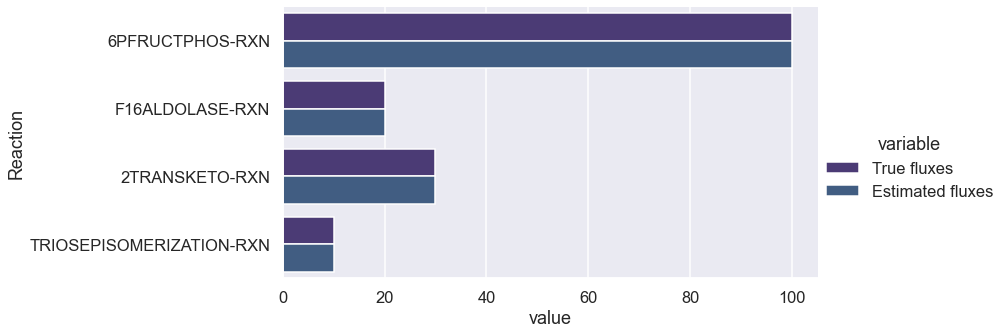 Reaction
6PFRUCTPHOS-RXN
F16ALDOLASE-RXN
2TRANSKETO-RXN
TRIOSEPISOMERIZATION-RXN
0 20 40 60 80 100
value
variable
True fluxes
Estimated fluxes